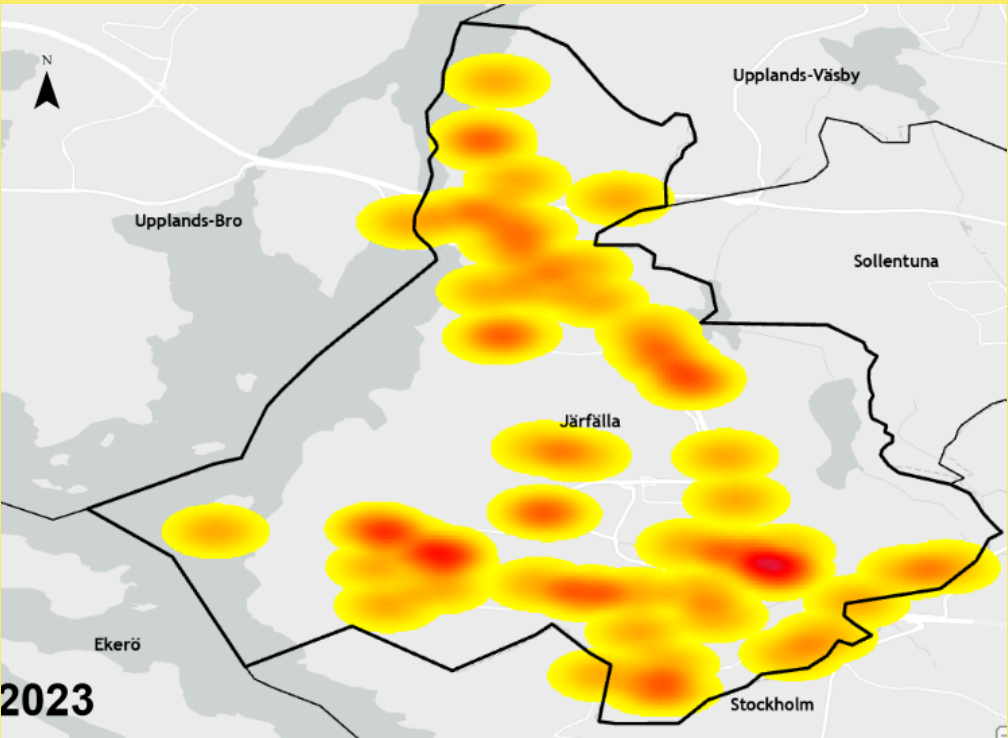 N
Upplands-Väsby
Upplands-Bro
Sollentuna
Järfälla
Ekerö
2023
Stockholm